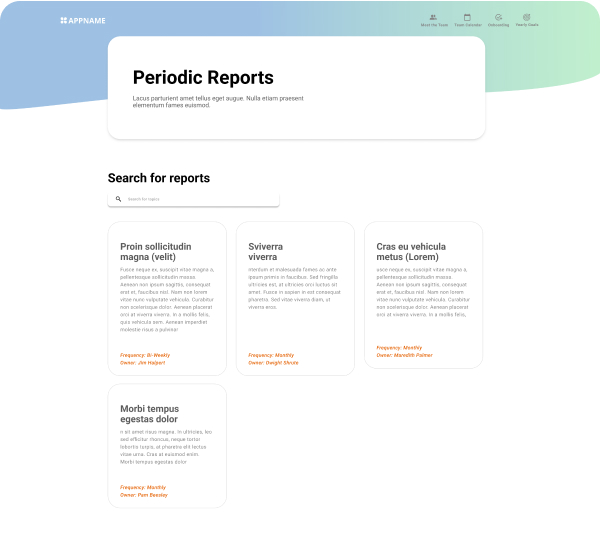 APPNAME
Meet the Team
Team Calendar
Onboarding
Yearly Goals
Periodic Reports
Lacus parturient amet tellus eget augue. Nulla etiam praesent
elementum fames euismod.
Search for reports
Search for topics
Proin sollicitudin
magna (velit)
Fusce neque ex, suscipit vitae magna a,
pellentesque sollicitudin massa.
Aenean non ipsum sagittis, consequat
erat et, faucibus nisl. Nam non lorem
vitae nunc vulputate vehicula. Curabitur
non scelerisque dolor. Aenean placerat
orci at viverra viverra. In a mollis felis,
quis vehicula sem. Aenean imperdiet
molestie risus a pulvinar.
Frequency: Bi-Weekly
Owner: Jim Halpert
Sviverra
viverra
nterdum et malesuada fames ac ante
ipsum primis in faucibus. Sed fringilla
ultricies est, at ultricies orci luctus sit
amet. Fusce in sapien in est consequat
pharetra. Sed vitae viverra diam, ut
viverra eros.
Frequency: Monthly
Owner: Dwight Shrute
Cras eu vehicula
metus (Lorem)
usce neque ex, suscipit vitae magna a,
pellentesque sollicitudin massa.
Aenean non ipsum sagittis, consequat
erat et, faucibus nisl. Nam non lorem
vitae nunc vulputate vehicula. Curabitur
non scelerisque dolor. Aenean placerat
orci at viverra viverra. In a mollis felis,
Frequency: Monthly
Owner: Meredith Palmer
Morbi tempus
egestas dolor
n sit amet risus magna. In ultricies, leo
sed efficitur rhoncus, neque tortor
lobortis turpis, at pharetra elit lectus
vitae urna. Cras at euismod enim.
Morbi tempus egestas dolor
Frequency: Monthly
Owner: Pam Beesley